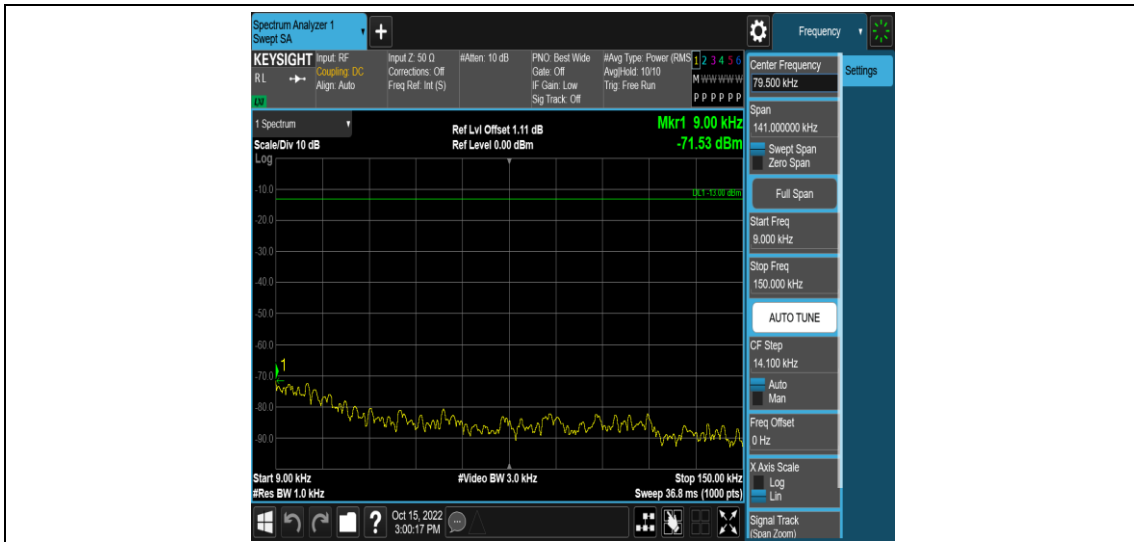 Spectrum Analyzer 1
Swept SA
+
Frequency
KEYSIGHT Input: RF Input Z: 50 Ω #Atten: 10 dB PNO: Best Wide #Avg Type: Power (RMS 1 2 3 4 5 6
RL Coupling: DC Corrections: Off Gate: Off Avg|Hold: 10/10 M W W W W W
Align: Auto Freq Ref: Int (S) IF Gain: Low Trig: Free Run
LM Sig Track: Off P P P P P P
1 Spectrum
Scale/Div 10 dB
Ref Lvl Offset 1.11 dB
Ref Level 0.00 dBm
Mkr1 9.00 kHz
-71.53 dBm
Log
DL1 -13.00 dBm
-10.0
-20.0
-30.0
-40.0
-50.0
-60.0
1
-70.0
-80.0
-90.0
Start 9.00 kHz #Video BW 3.0 kHz Stop 150.00 kHz
#Res BW 1.0 kHz Sweep 36.8 ms (1000 pts)
Center Frequency
79.500 kHz
Settings
Span
141.000000 kHz
Swept Span
Zero Span
Full Span
Start Freq
9.000 kHz
Stop Freq
150.000 kHz
AUTO TUNE
CF Step
14.100 kHz
Auto
Man
Freq Offset
0 Hz
X Axis Scale
Log
Lin
Signal Track
(Span Zoom)
?
Oct 15, 2022
3:00:17 PM